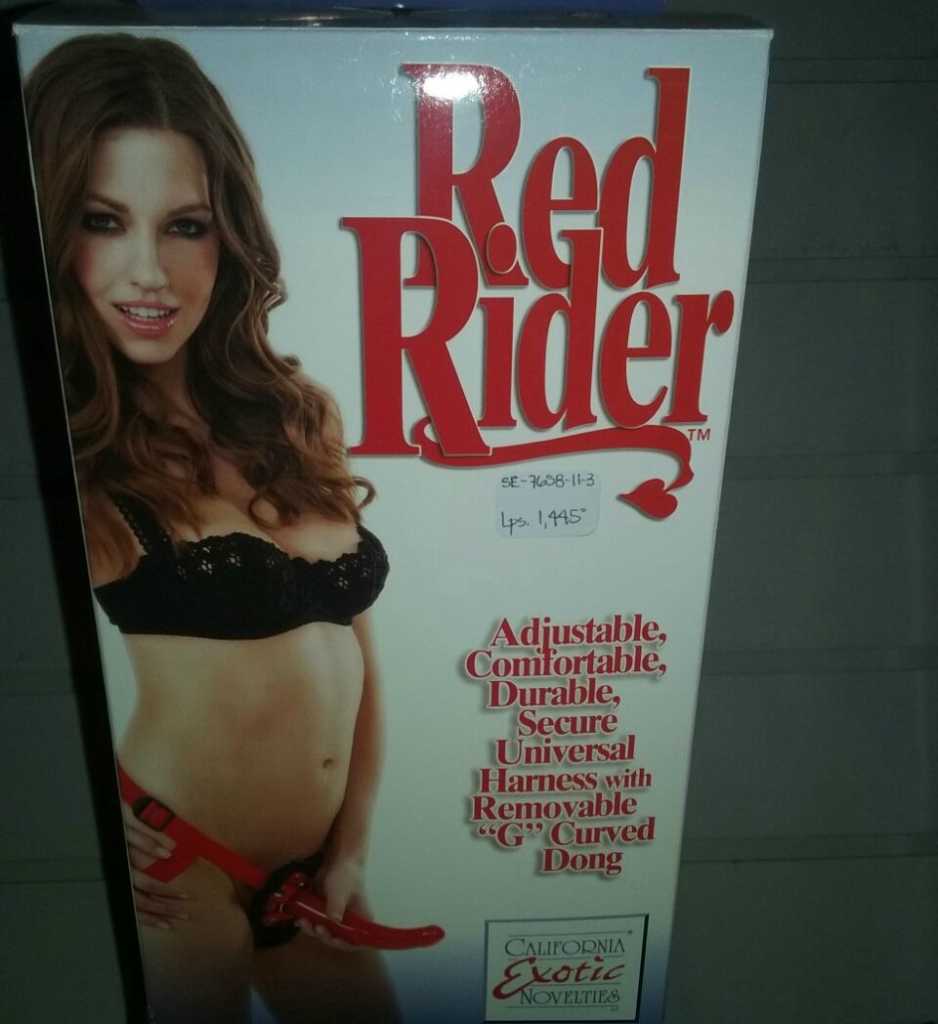 Red
Rider
TM
SE-7658-11-3
Lps. 1,445
Adjustable,
Comfortable,
Durable,
Secure
Universal
Harness with
Removable
"G" Curved
Dong
California
Exotic
Novelties